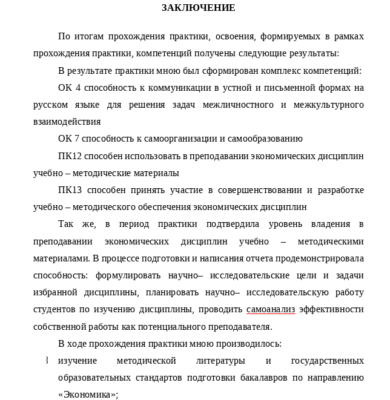 ЗАКЛЮЧЕНИЕ
По итогам прохождения практики, освоения, формируемых в рамках
прохождения практики, компетенций получены следующие результаты:
В результате практики мною был сформирован комплекс компетенций:
ОК 4 способность к коммуникации в устной и письменной формах на
русском языке для решения задач межличностного и межкультурного
взаимодействия
ОК 7 способность к самоорганизации и самообразованию
ПК12 способен использовать в преподавании экономических дисциплин
учебно – методические материалы
ПК13 способен принять участие в совершенствовании и разработке
учебно – методического обеспечения экономических дисциплин
Так же, в период практики подтвердила уровень владения в
преподавании экономических дисциплин учебно – методическими
материалами. В процессе подготовки и написания отчета продемонстрировала
способность: формулировать научно– исследовательские цели и задачи
избранной дисциплины, планировать научно– исследовательскую работу
студентов по изучению дисциплины, проводить самоанализ эффективности
собственной работы как потенциального преподавателя.
В ходе прохождения практики мною производилось:
изучение методической литературы и государственных
образовательных стандартов подготовки бакалавров по направлению
«Экономика»;